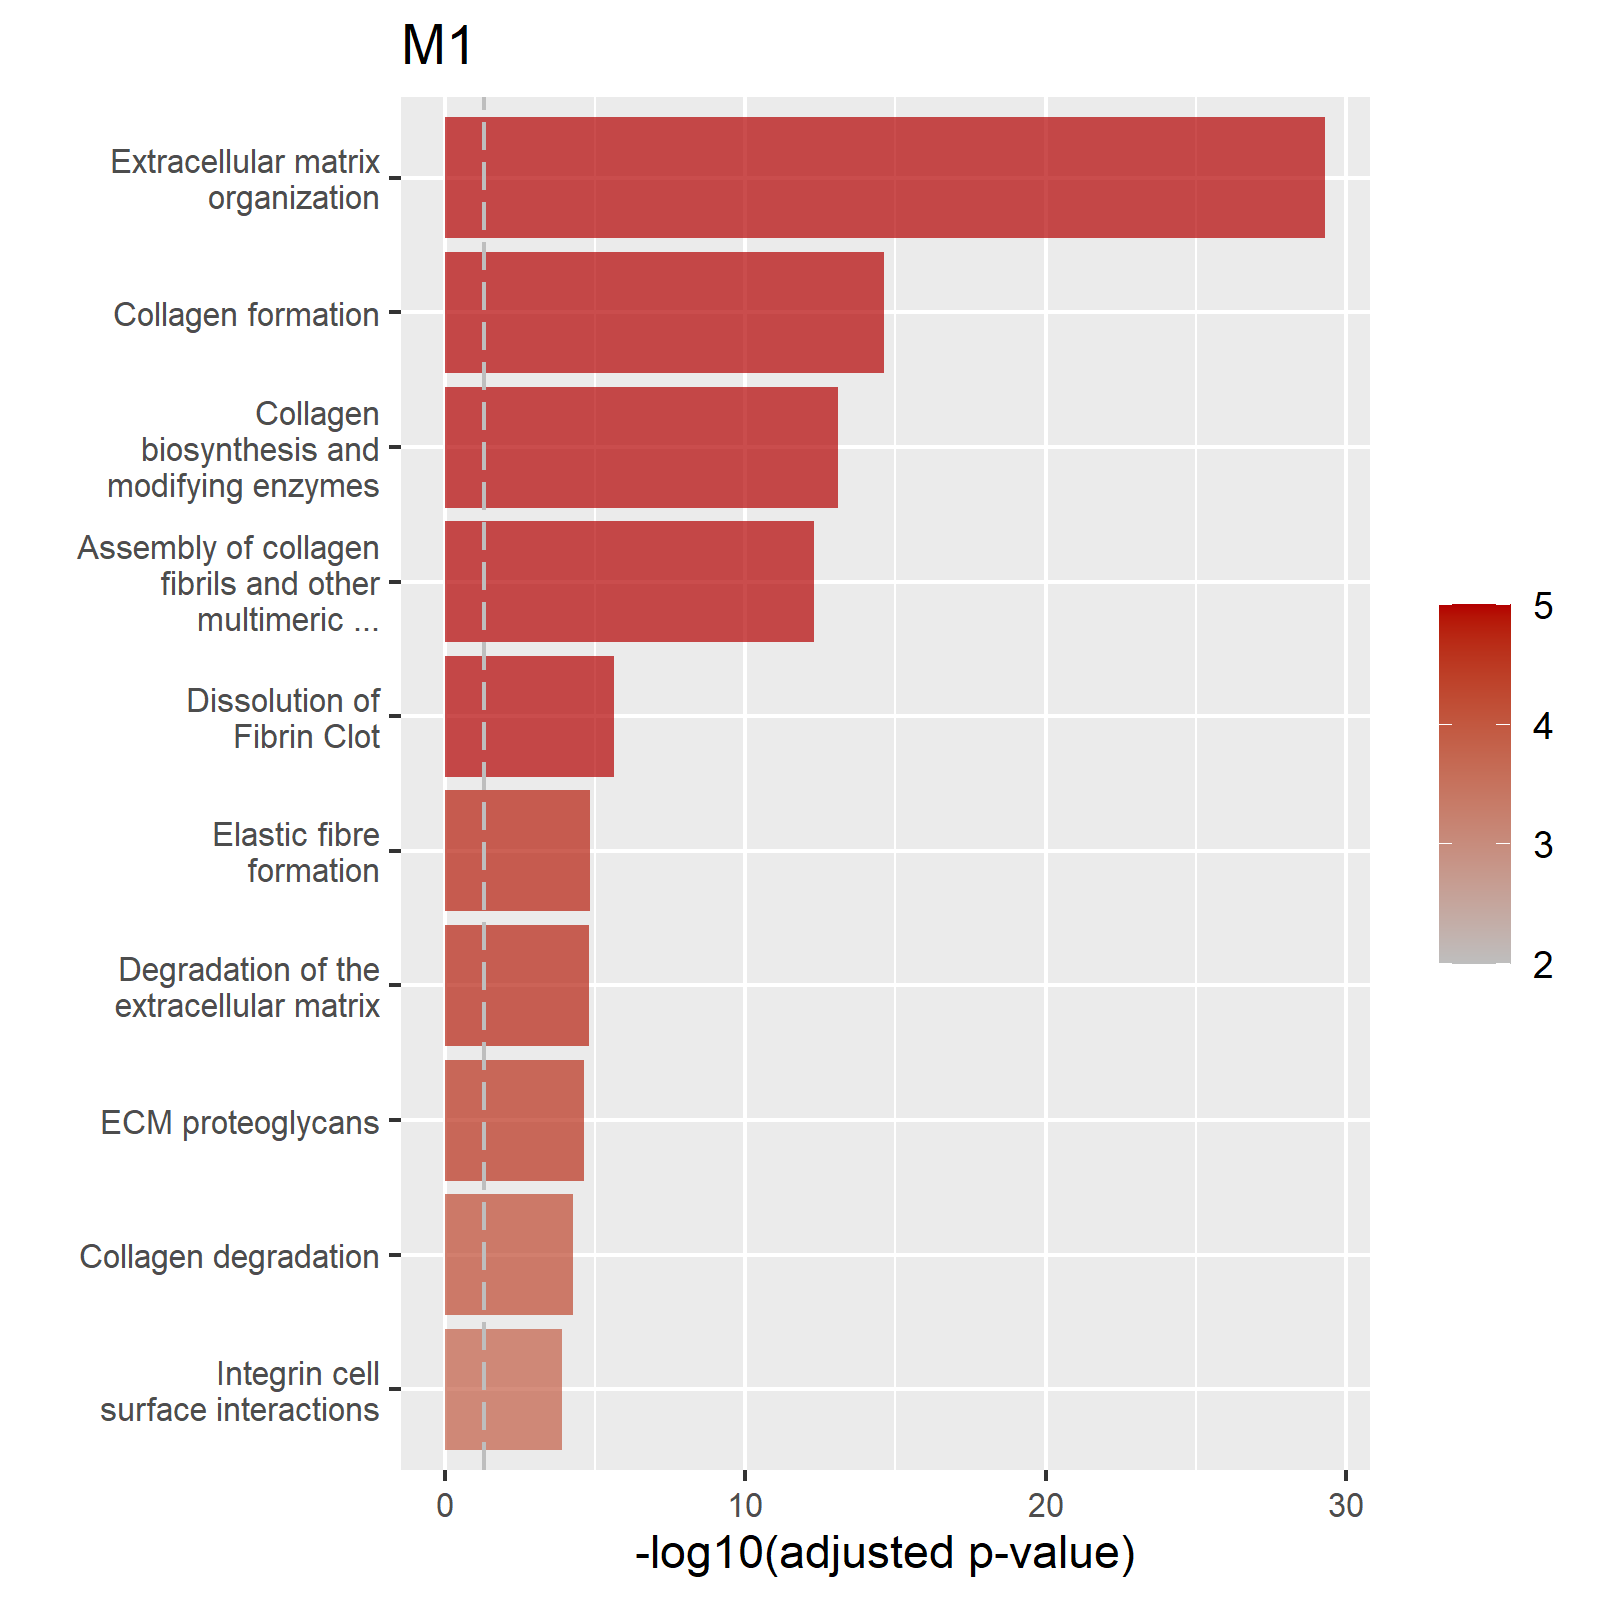 M1
Extracellular matrix
organization
Collagen formation
Collagen
biosynthesis and
modifying enzymes
Assembly of collagen
fibrils and other
multimeric ...
Dissolution of
Fibrin Clot
Elastic fibre
formation
Degradation of the
extracellular matrix
ECM proteoglycans
Collagen degradation
Integrin cell
surface interactions
0 10 20 30
-log10(adjusted p-value)
5
4
3
2